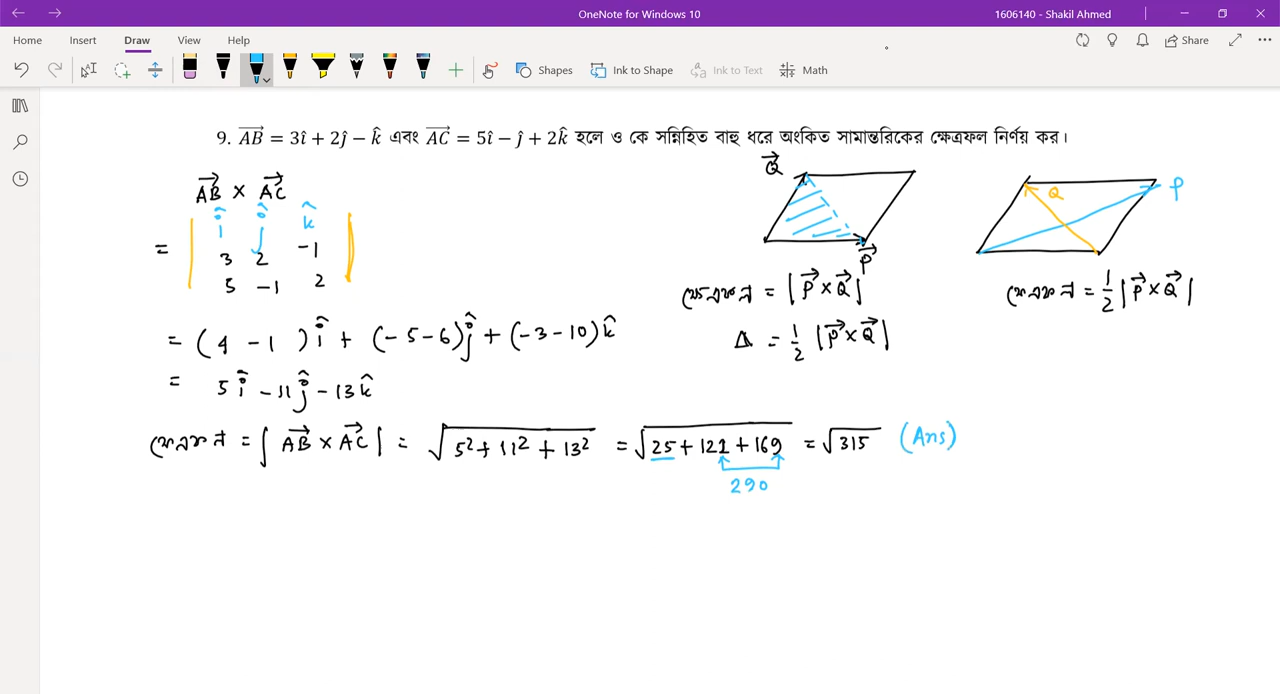 OneNote for Windows 10
1606140 - Shakil Ahmed
Home Insert Draw View Help
Share
Shapes Ink to Shape Ink to Text Math
9. AB⃗ = 3î + 2ĵ − k̂ এবং AC⃗ = 5î − ĵ + 2k̂ হলে ও কে সন্নিহিত বাহু ধরে অংকিত সামান্তরিকের ক্ষেত্রফল নির্ণয় কর।
AB⃗ × AC⃗
= | î ĵ k̂ |
3 2 -1
5 -1 2
= (4 - 1) î + (-5-6) ĵ + (-3-10) k̂
= 5î - 11ĵ - 13k̂
ক্ষেত্রফল = |AB⃗ × AC⃗| = √(5² + 11² + 13²) = √(25 + 121 + 169) = √315 (Ans)
290
Q⃗
P⃗
ক্ষেত্রফল = |P⃗ × Q⃗|
Δ = 1/2 |P⃗ × Q⃗|
Q
P
ক্ষেত্রফল = 1/2 |P⃗ × Q⃗|